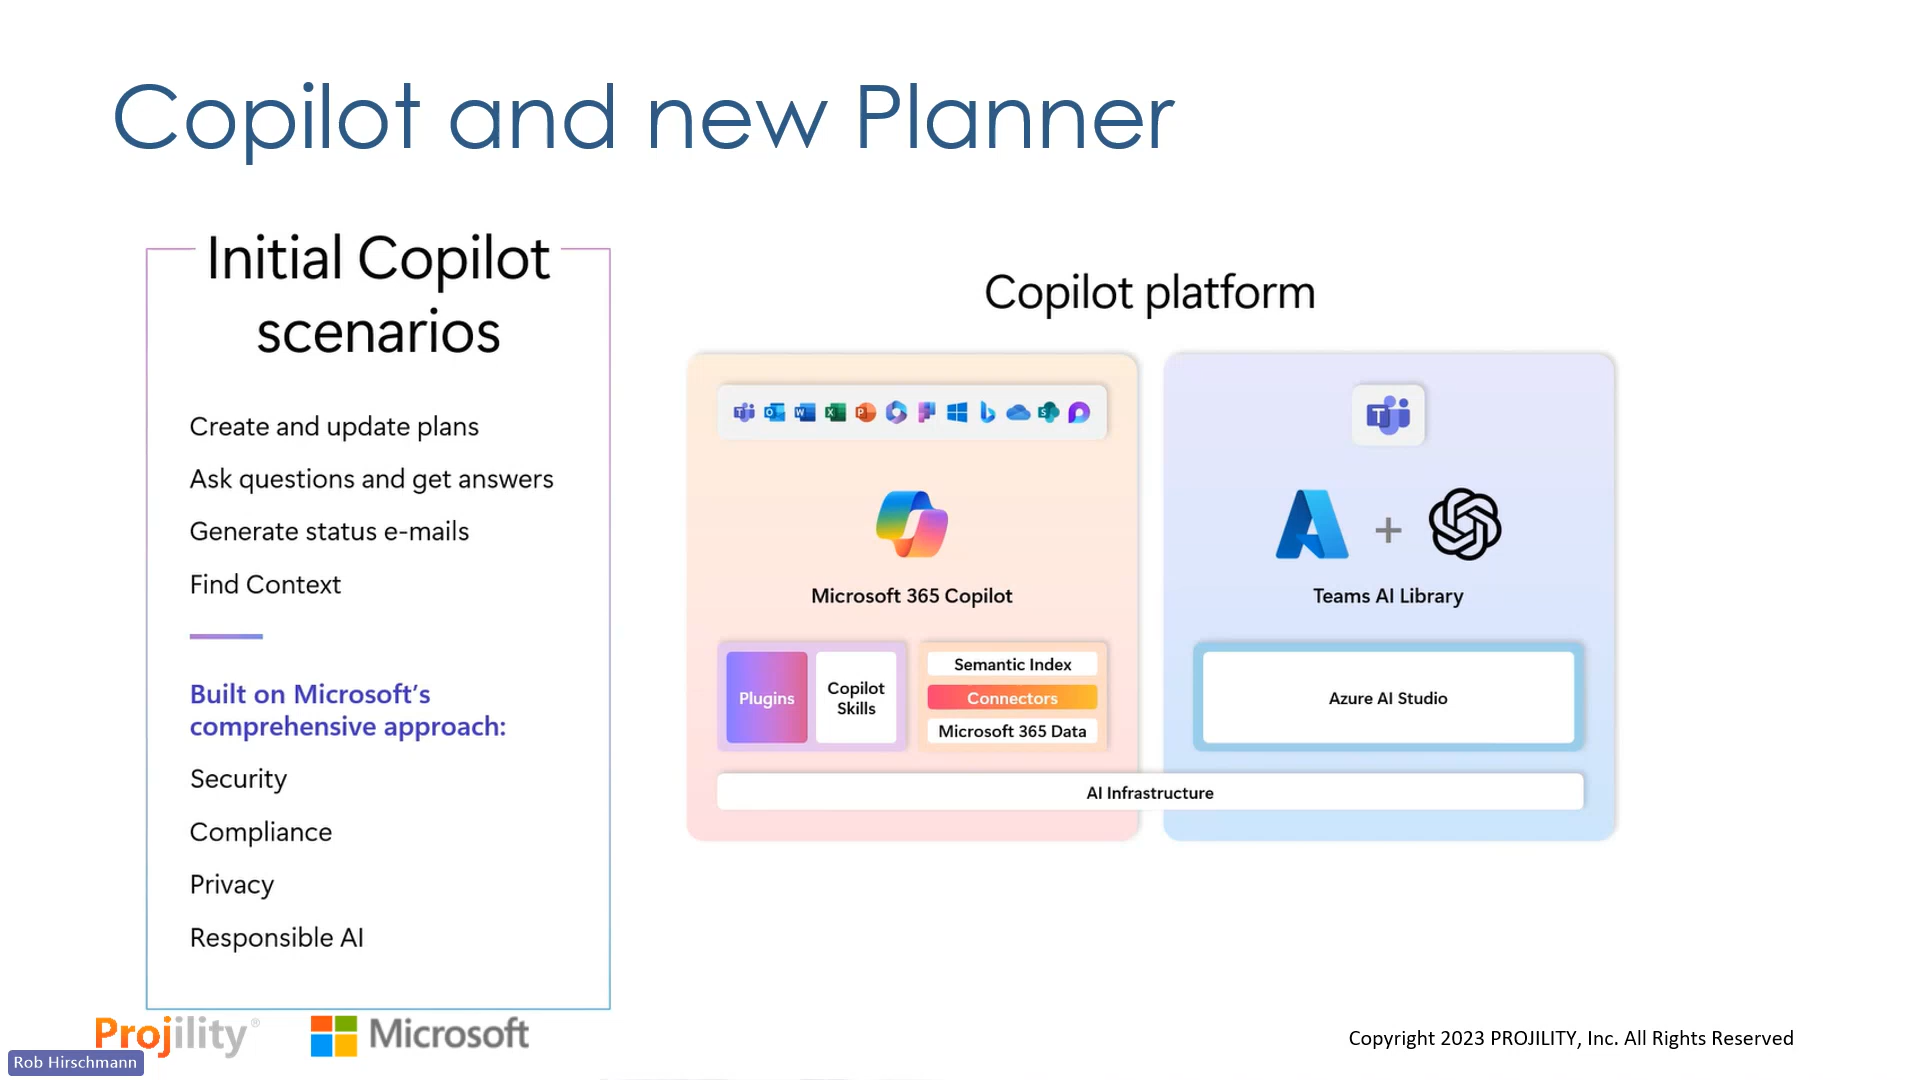 Copilot and new Planner
Initial Copilot
scenarios
Create and update plans
Ask questions and get answers
Generate status e-mails
Find Context
Built on Microsoft’s
comprehensive approach:
Security
Compliance
Privacy
Responsible AI
Copilot platform
Microsoft 365 Copilot
Plugins
Copilot
Skills
Semantic Index
Connectors
Microsoft 365 Data
Teams AI Library
Azure AI Studio
AI Infrastructure
Projility®
Microsoft
Rob Hirschmann
Copyright 2023 PROJILITY, Inc. All Rights Reserved